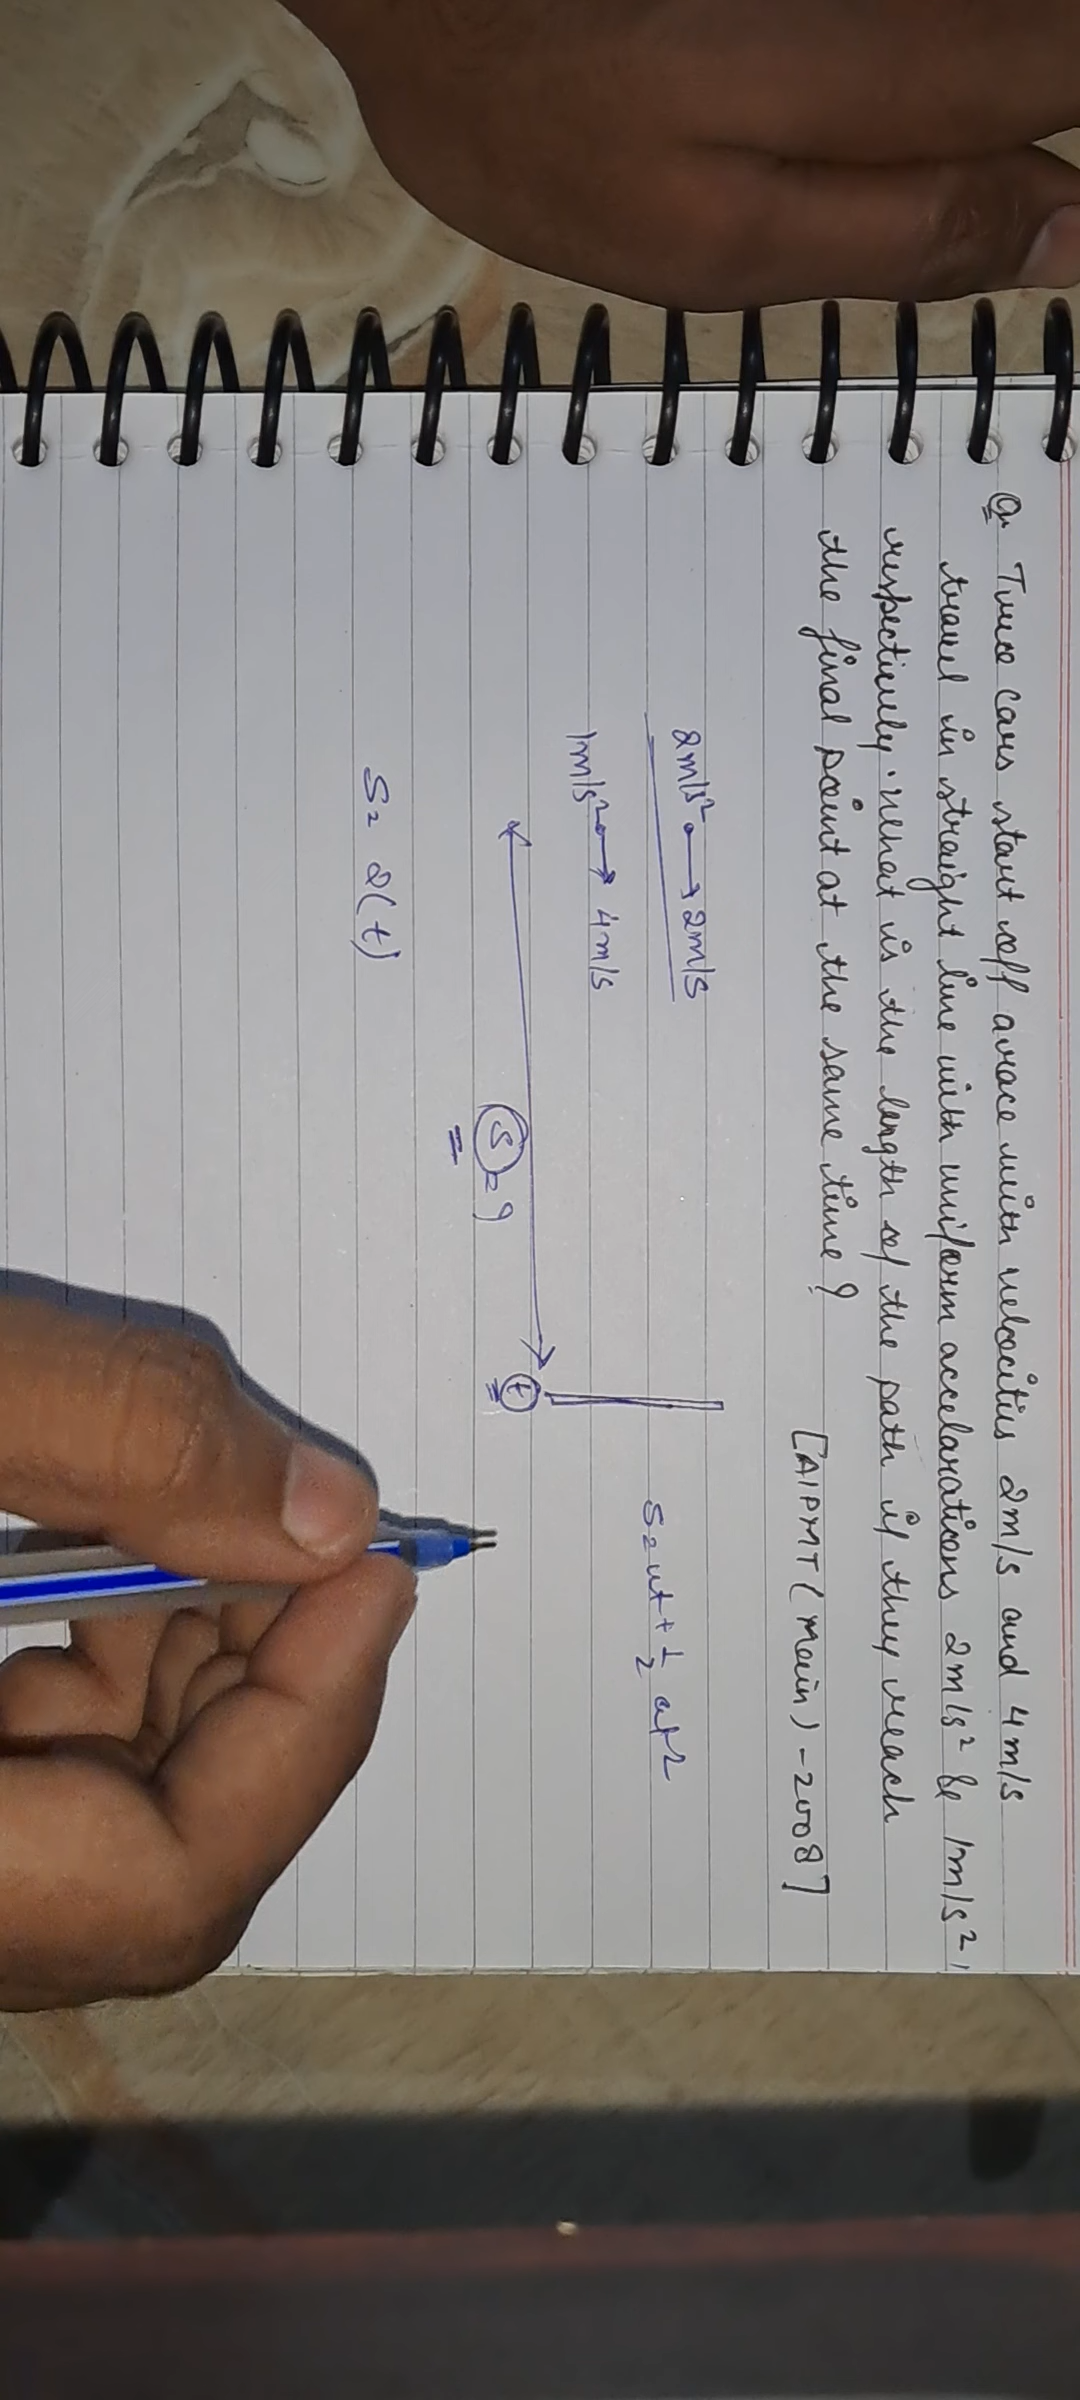 Q Two cars start off a race with velocities 2m/s and 4m/s
travel in straight line with uniform accelarations 2m/s² & 1m/s²,
respectively. What is the length of the path if they reach
the final point at the same time?
[AIPMT (Main) - 2008]
2m/s² → 2m/s
S = ut + 1/2 at²
1m/s² → 4m/s
S = ?
t
S = 2(t)